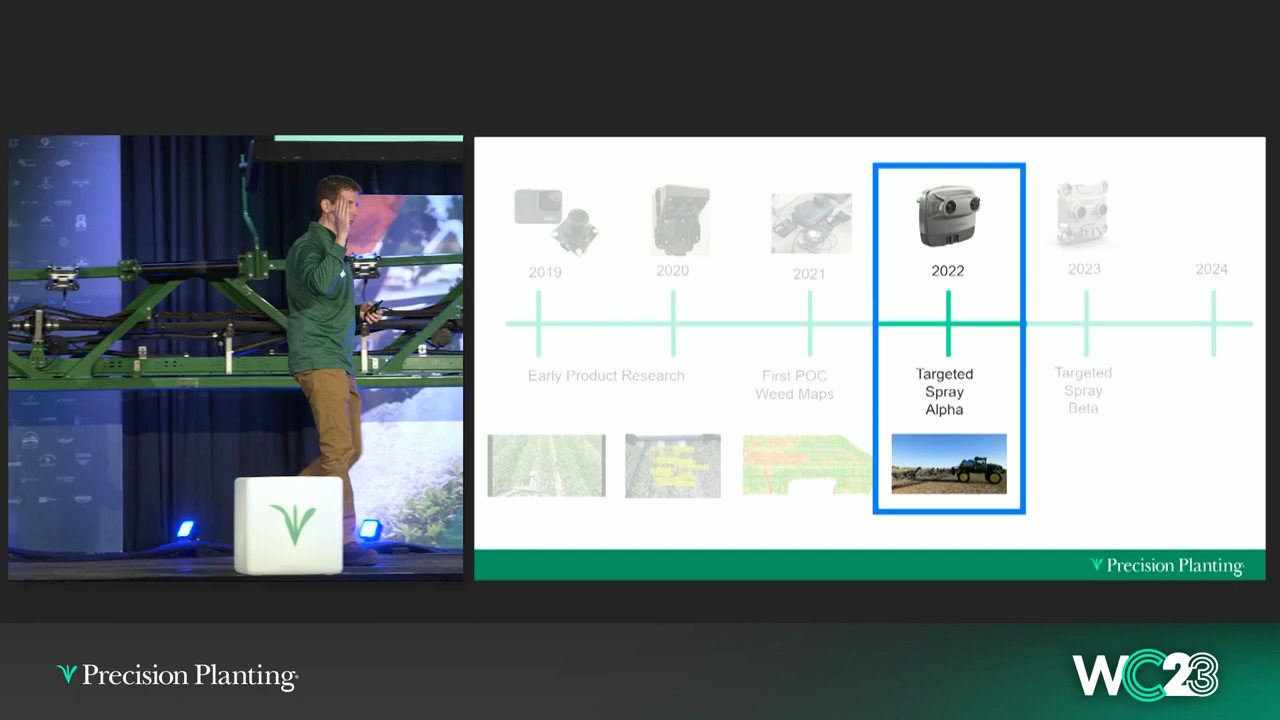 2019
2020
2021
2022
2023
2024
Early Product Research
First POC
Weed Maps
Targeted
Spray
Alpha
Targeted
Spray
Beta
Precision Planting
Precision Planting
WC23